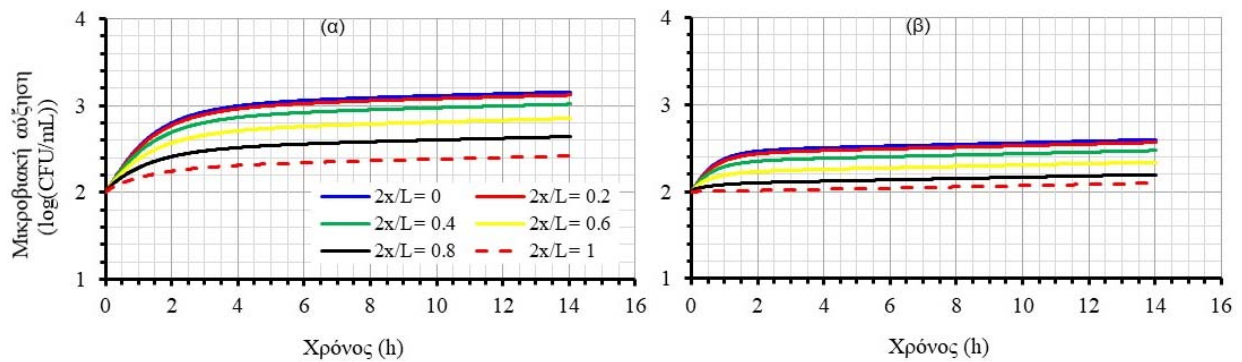 (α)
(β)
Μικροβιακή αύξηση
(log(CFU/mL))
4
3
2
1
2x/L= 0
2x/L= 0.2
2x/L= 0.4
2x/L= 0.6
2x/L= 0.8
2x/L= 1
0 2 4 6 8 10 12 14 16
Χρόνος (h)
4
3
2
1
0 2 4 6 8 10 12 14 16
Χρόνος (h)